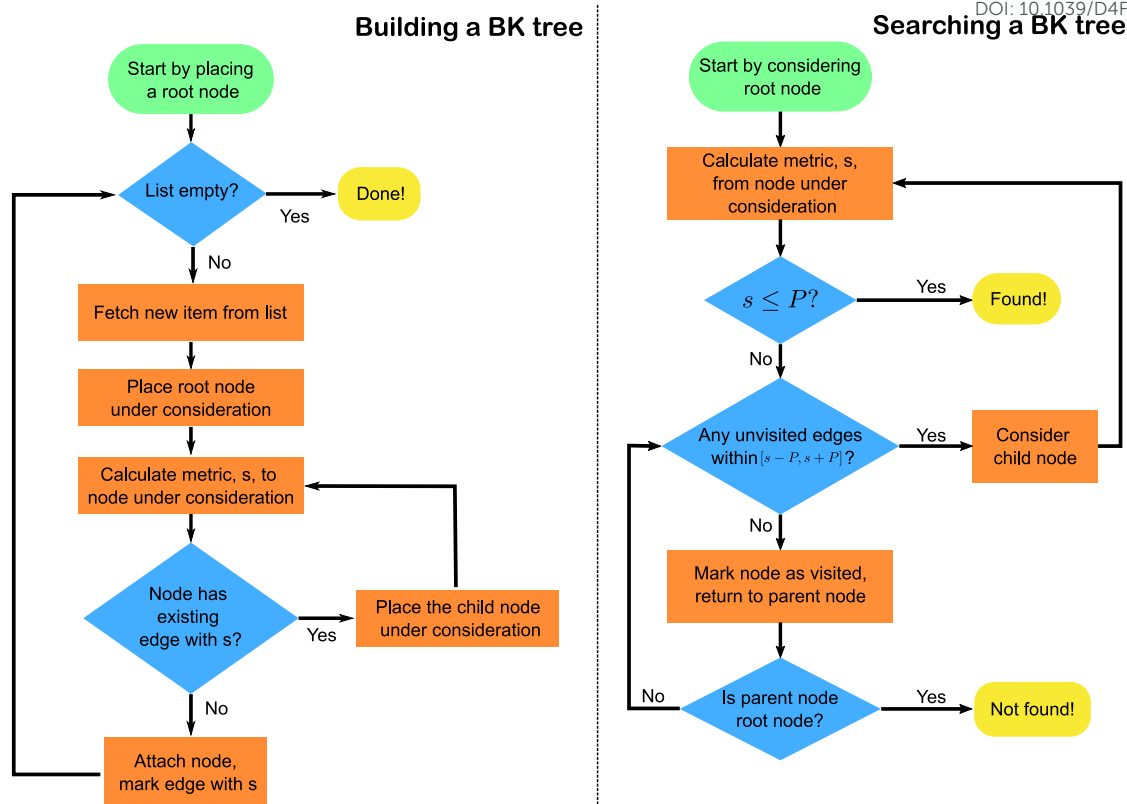 Building a BK tree
Start by placing
a root node
List empty?
Yes
Done!
No
Fetch new item from list
Place root node
under consideration
Calculate metric, s, to
node under consideration
Node has
existing
edge with s?
Yes
Place the child node
under consideration
No
Attach node,
mark edge with s
DOI: 10.1039/D4F
Searching a BK tree
Start by considering
root node
Calculate metric, s,
from node under
consideration
s ≤ P?
Yes
Found!
No
Any unvisited edges
within [s − P, s + P] ?
Yes
Consider
child node
No
Mark node as visited,
return to parent node
Is parent node
root node?
No
Yes
Not found!